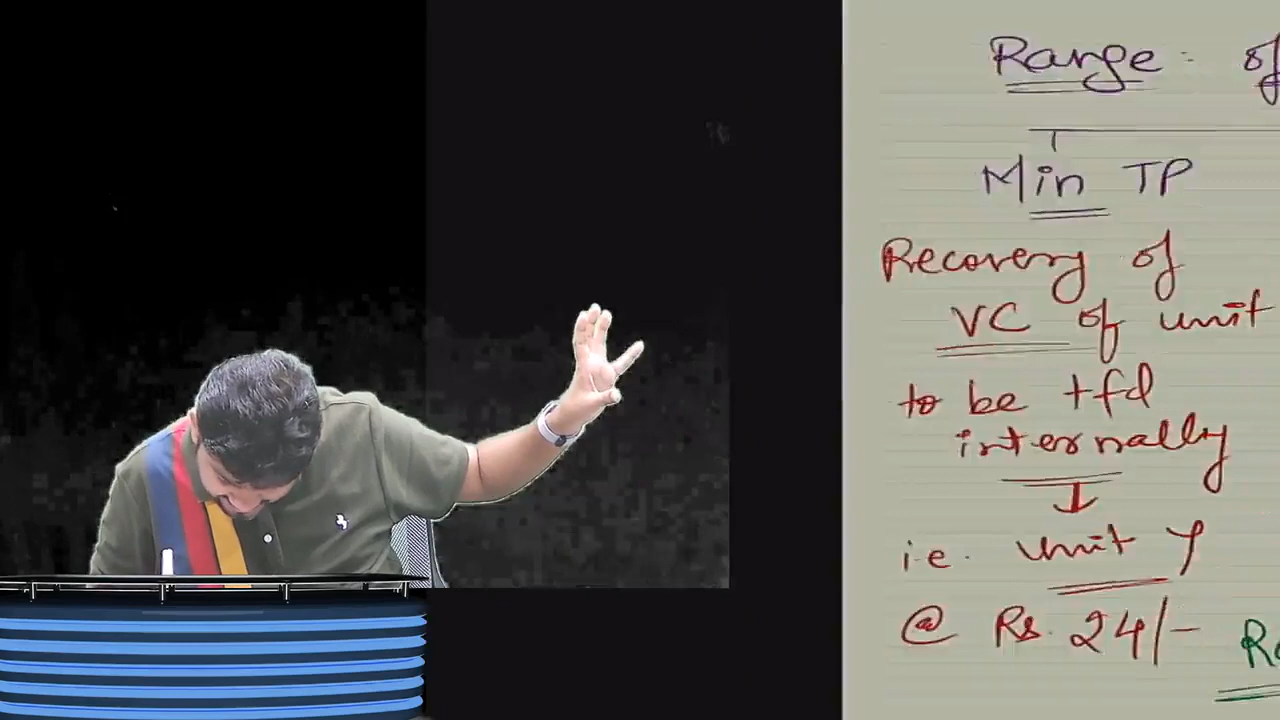 Range : of
Min TP
Recovery of
VC of unit
to be tfd
internally
↓
i.e. Unit Y
@ Rs. 24/-